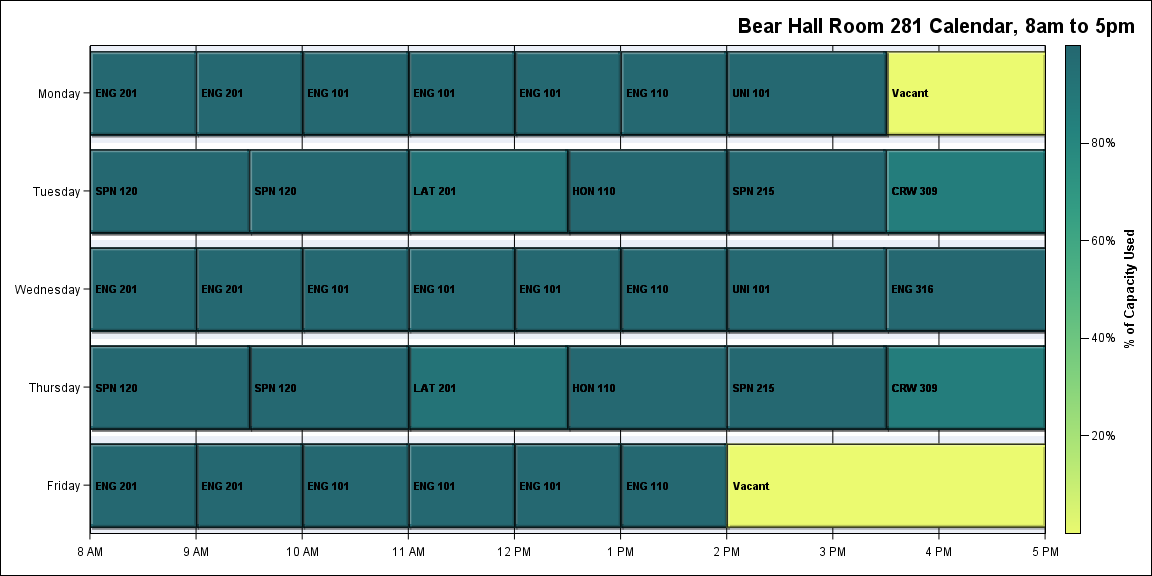 Bear Hall Room 281 Calendar, 8am to 5pm
Monday
ENG 201
ENG 201
ENG 101
ENG 101
ENG 101
ENG 110
UNI 101
Vacant
Tuesday
SPN 120
SPN 120
LAT 201
HON 110
SPN 215
CRW 309
Wednesday
ENG 201
ENG 201
ENG 101
ENG 101
ENG 101
ENG 110
UNI 101
ENG 316
Thursday
SPN 120
SPN 120
LAT 201
HON 110
SPN 215
CRW 309
Friday
ENG 201
ENG 201
ENG 101
ENG 101
ENG 101
ENG 110
Vacant
8 AM
9 AM
10 AM
11 AM
12 PM
1 PM
2 PM
3 PM
4 PM
5 PM
80%
60%
40%
20%
% of Capacity Used